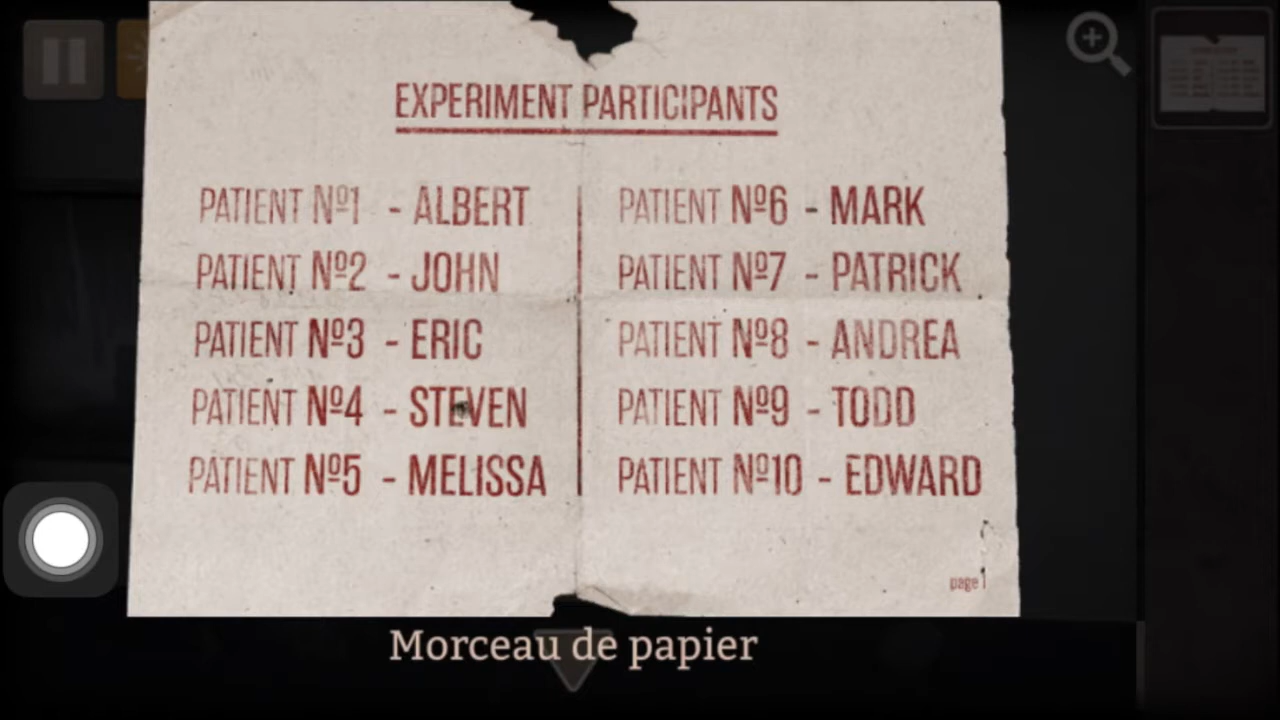 EXPERIMENT PARTICIPANTS
PATIENT Nº1 - ALBERT
PATIENT Nº2 - JOHN
PATIENT Nº3 - ERIC
PATIENT Nº4 - STEVEN
PATIENT Nº5 - MELISSA
PATIENT Nº6 - MARK
PATIENT Nº7 - PATRICK
PATIENT Nº8 - ANDREA
PATIENT Nº9 - TODD
PATIENT Nº10 - EDWARD
page 1
Morceau de papier